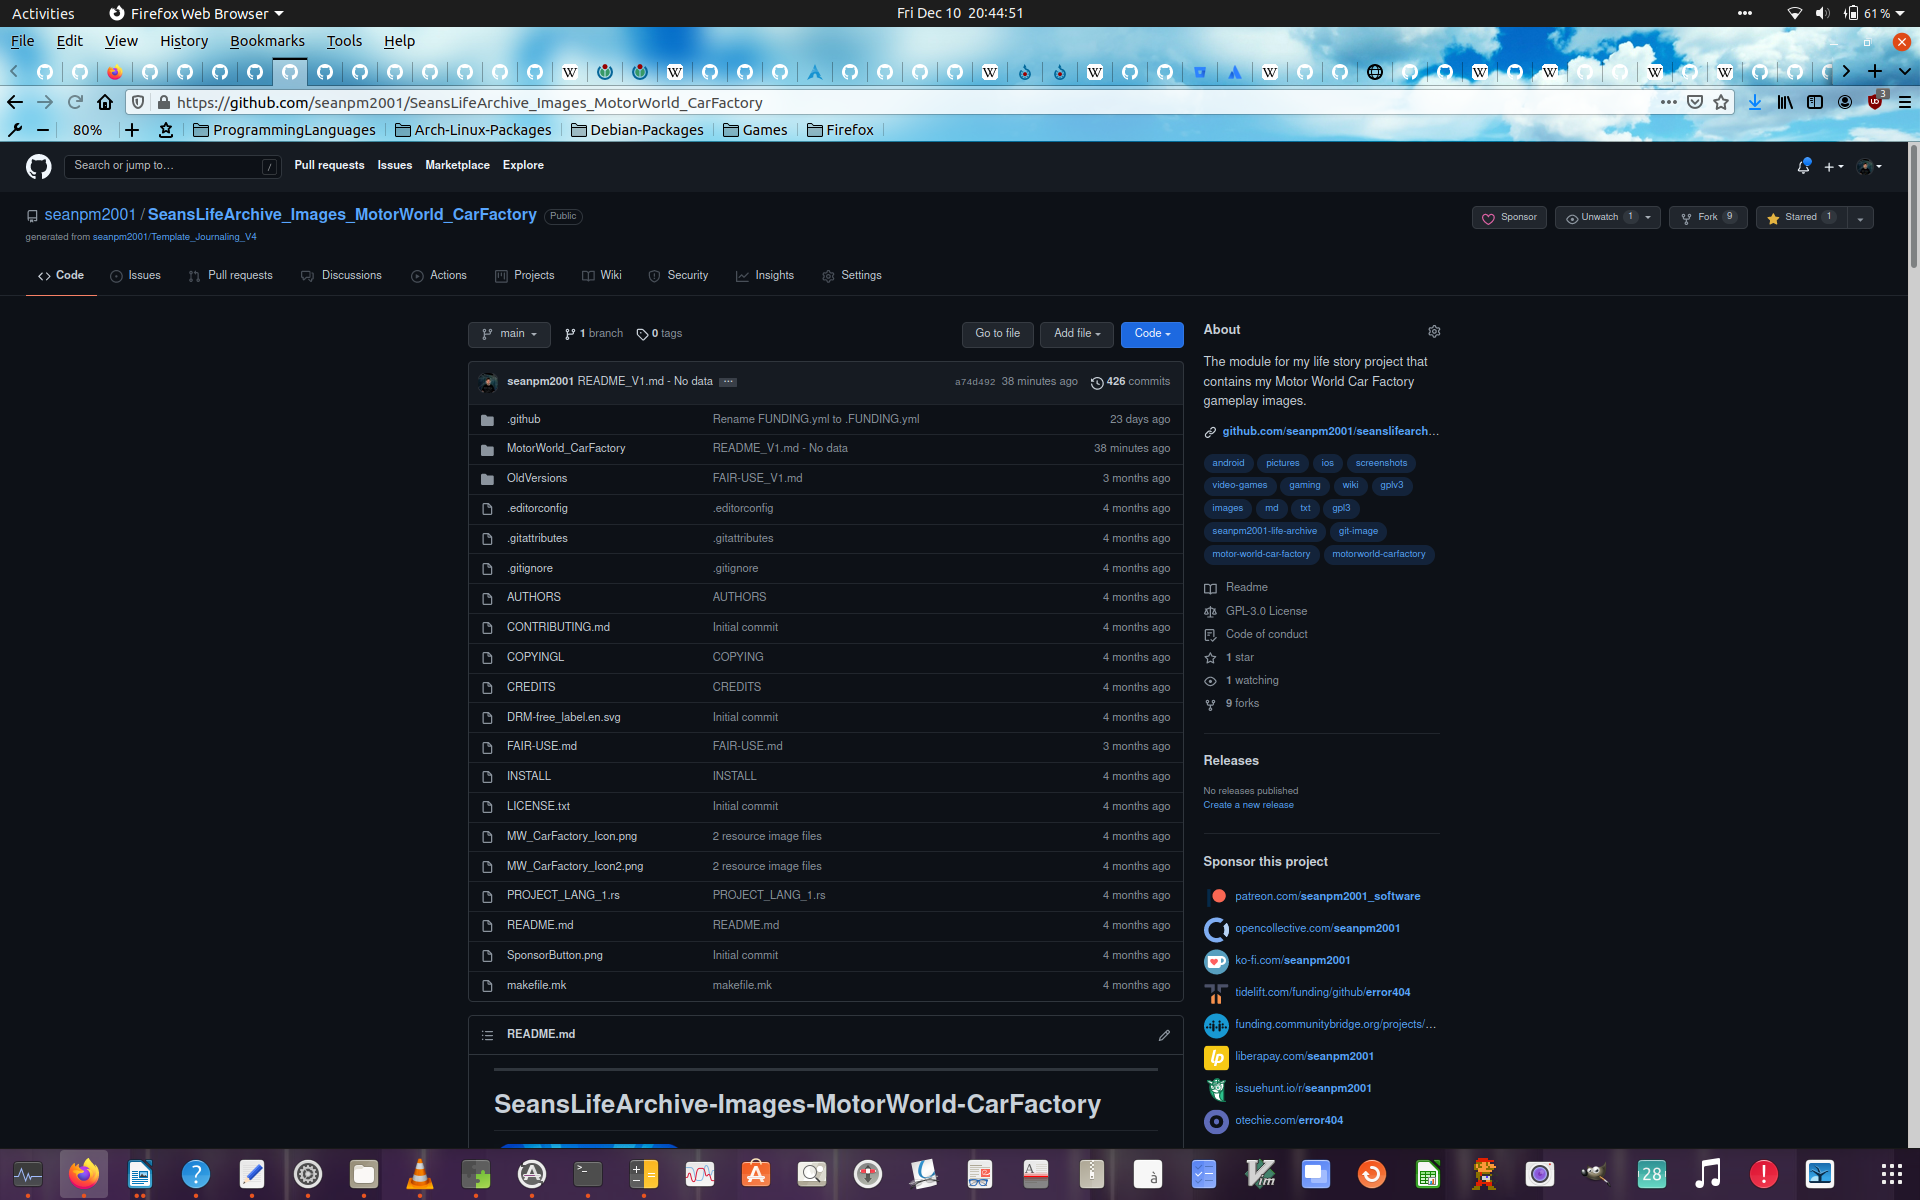 Activities Firefox Web Browser Fri Dec 10 20:44:51 61 %
File Edit View History Bookmarks Tools Help
https://github.com/seanpm2001/SeansLifeArchive_Images_MotorWorld_CarFactory 3
80% ProgrammingLanguages Arch-Linux-Packages Debian-Packages Games Firefox
Search or jump to… / Pull requests Issues Marketplace Explore
seanpm2001 / SeansLifeArchive_Images_MotorWorld_CarFactory Public Sponsor Unwatch 1 Fork 9 Starred 1
generated from seanpm2001/Template_Journaling_V4
Code Issues Pull requests Discussions Actions Projects Wiki Security Insights Settings
main 1 branch 0 tags Go to file Add file Code
seanpm2001 README_V1.md - No data a74d492 38 minutes ago 426 commits
.github Rename FUNDING.yml to .FUNDING.yml 23 days ago
MotorWorld_CarFactory README_V1.md - No data 38 minutes ago
OldVersions FAIR-USE_V1.md 3 months ago
.editorconfig .editorconfig 4 months ago
.gitattributes .gitattributes 4 months ago
.gitignore .gitignore 4 months ago
AUTHORS AUTHORS 4 months ago
CONTRIBUTING.md Initial commit 4 months ago
COPYINGL COPYING 4 months ago
CREDITS CREDITS 4 months ago
DRM-free_label.en.svg Initial commit 4 months ago
FAIR-USE.md FAIR-USE.md 3 months ago
INSTALL INSTALL 4 months ago
LICENSE.txt Initial commit 4 months ago
MW_CarFactory_Icon.png 2 resource image files 4 months ago
MW_CarFactory_Icon2.png 2 resource image files 4 months ago
PROJECT_LANG_1.rs PROJECT_LANG_1.rs 4 months ago
README.md README.md 4 months ago
SponsorButton.png Initial commit 4 months ago
makefile.mk makefile.mk 4 months ago
README.md
SeansLifeArchive-Images-MotorWorld-CarFactory
About
The module for my life story project that
contains my Motor World Car Factory
gameplay images.
github.com/seanpm2001/seanslifearch…
android pictures ios screenshots
video-games gaming wiki gplv3
images md txt gpl3
seanpm2001-life-archive git-image
motor-world-car-factory motorworld-carfactory
Readme
GPL-3.0 License
Code of conduct
1 star
1 watching
9 forks
Releases
No releases published
Create a new release
Sponsor this project
patreon.com/seanpm2001_software
opencollective.com/seanpm2001
ko-fi.com/seanpm2001
tidelift.com/funding/github/error404
funding.communitybridge.org/projects/…
liberapay.com/seanpm2001
issuehunt.io/r/seanpm2001
otechie.com/error404
28